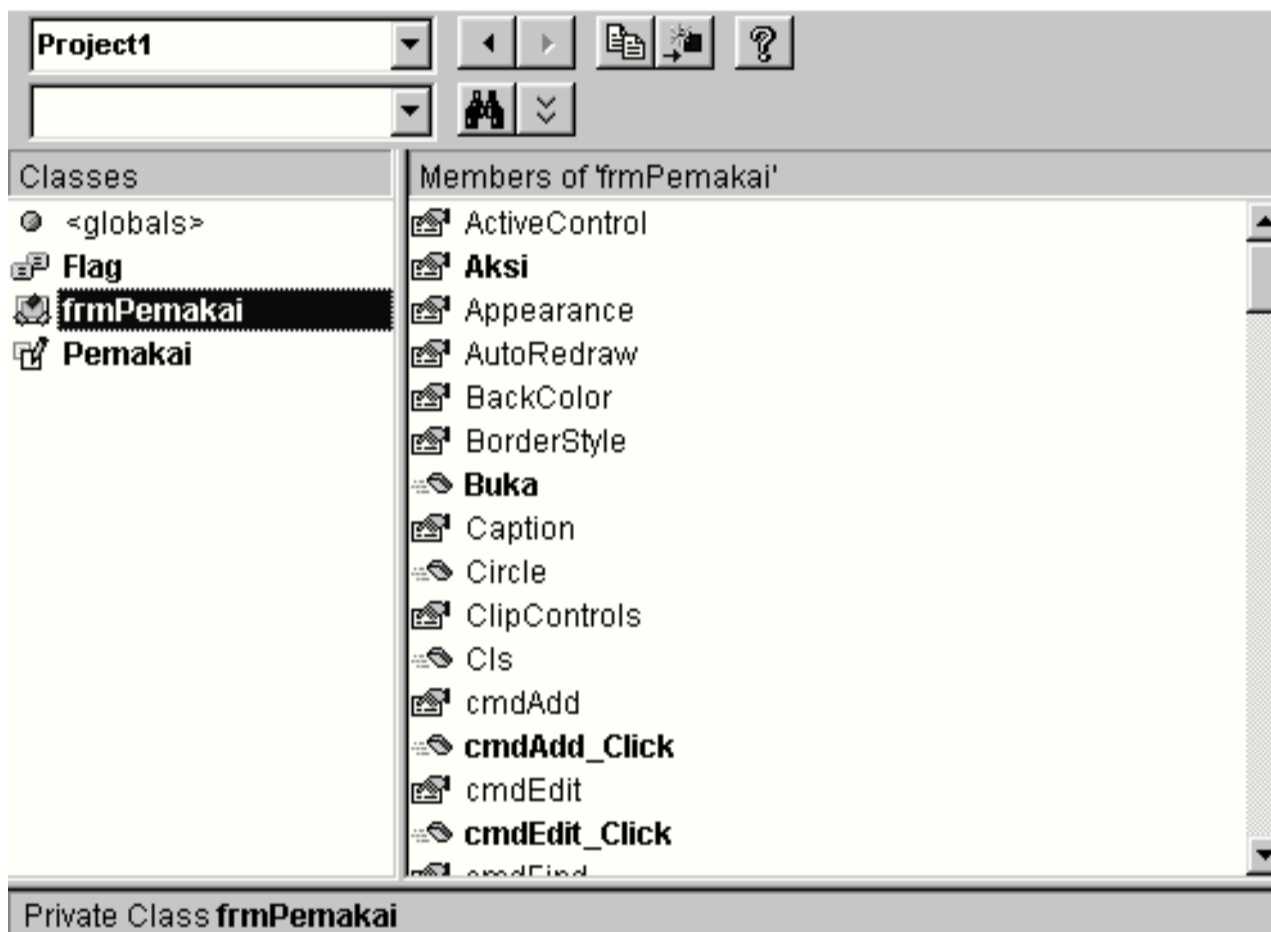 Project1
Classes
<globals>
Flag
frmPemakai
Pemakai
Members of 'frmPemakai'
ActiveControl
Aksi
Appearance
AutoRedraw
BackColor
BorderStyle
Buka
Caption
Circle
ClipControls
Cls
cmdAdd
cmdAdd_Click
cmdEdit
cmdEdit_Click
cmdFind
Private Class frmPemakai